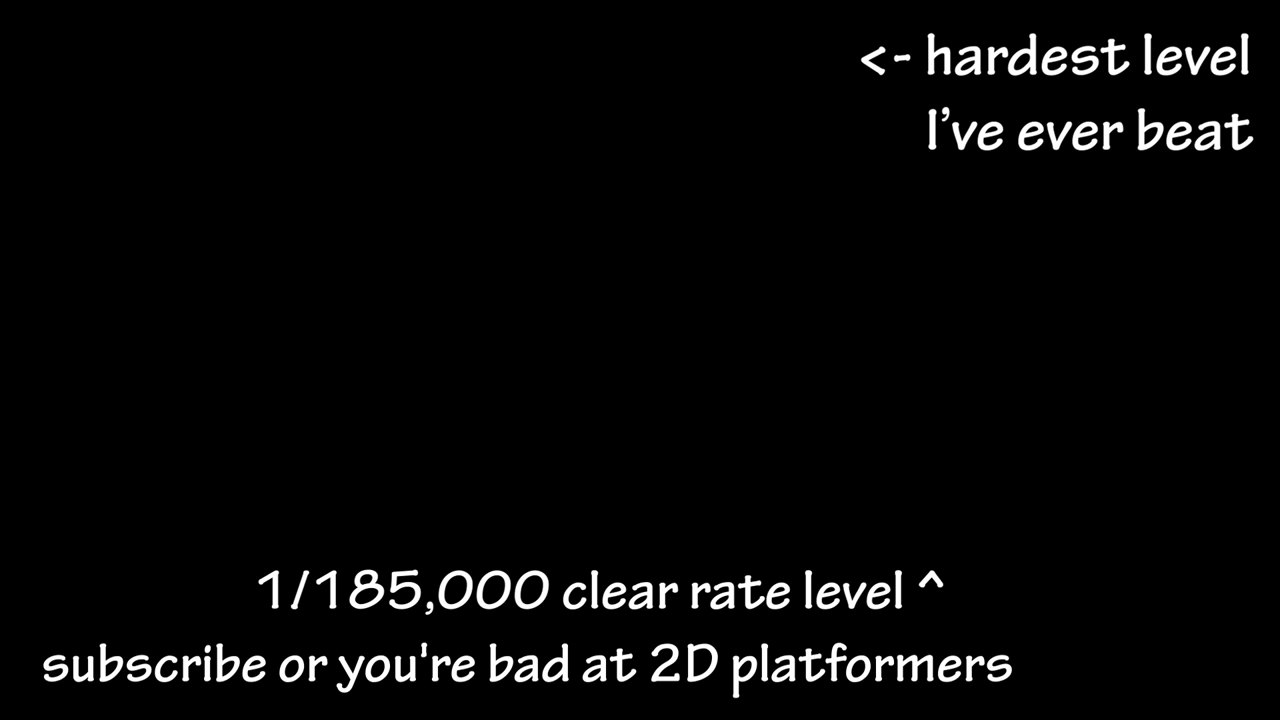 <- hardest level
I’ve ever beat
1/185,000 clear rate level ^
subscribe or you're bad at 2D platformers